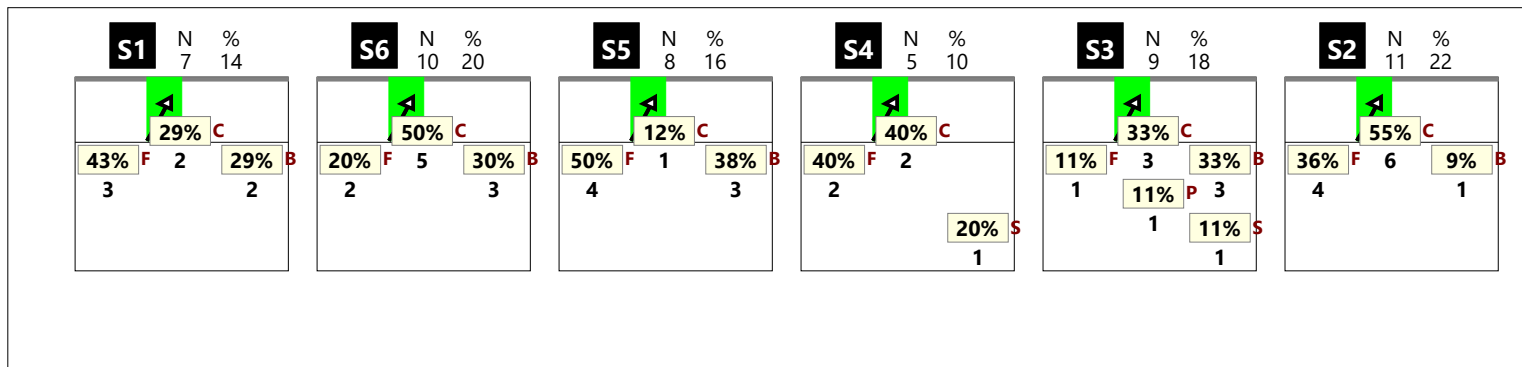 S1 N % S6 N % S5 N % S4 N % S3 N % S2 N %
7 14 10 20 8 16 5 10 9 18 11 22
29% C 50% C 12% C 40% C 33% C 55% C
43% F 2 29% B 20% F 5 30% B 50% F 1 38% B 40% F 2 11% F 3 33% B 36% F 6 9% B
3 2 2 3 4 3 2 1 3 4 1
11% P
1
20% S 11% S
1 1